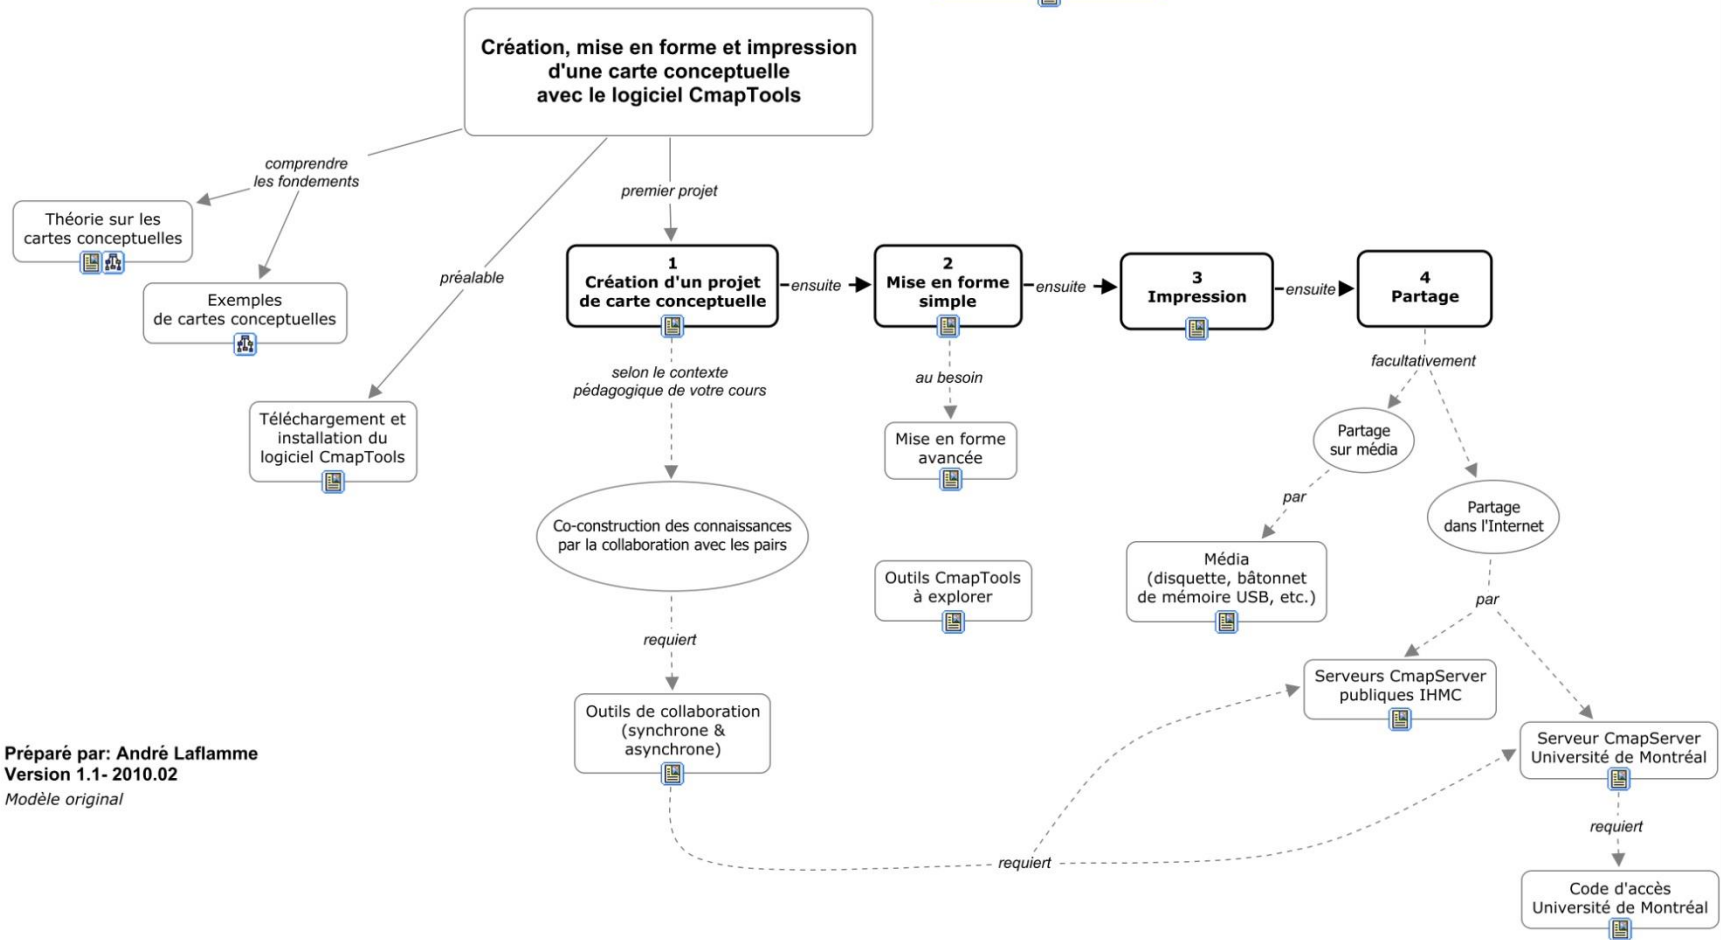 Création, mise en forme et impression
d'une carte conceptuelle
avec le logiciel CmapTools
comprendre
les fondements
premier projet
préalable
Théorie sur les
cartes conceptuelles
Exemples
de cartes conceptuelles
Téléchargement et
installation du
logiciel CmapTools
1
Création d'un projet
de carte conceptuelle
ensuite
2
Mise en forme
simple
ensuite
3
Impression
ensuite
4
Partage
selon le contexte
pédagogique de votre cours
au besoin
facultativement
Mise en forme
avancée
Partage
sur média
Partage
dans l'Internet
Co-construction des connaissances
par la collaboration avec les pairs
par
Média
(disquette, bâtonnet
de mémoire USB, etc.)
Outils CmapTools
à explorer
par
requiert
Serveurs CmapServer
publiques IHMC
Outils de collaboration
(synchrone &
asynchrone)
Serveur CmapServer
Université de Montréal
requiert
requiert
Code d'accès
Université de Montréal
Préparé par: André Laflamme
Version 1.1- 2010.02
Modèle original